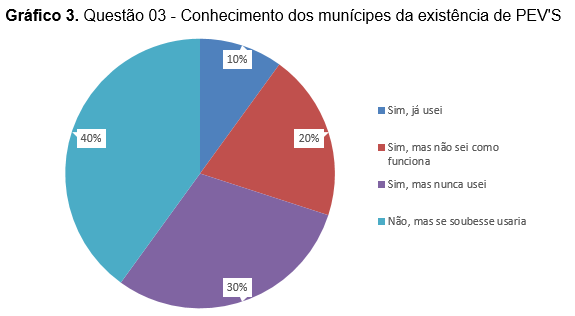 Gráfico 3. Questão 03 - Conhecimento dos munícipes da existência de PEV'S
10%
20%
30%
40%
Sim, já usei
Sim, mas não sei como
funciona
Sim, mas nunca usei
Não, mas se soubesse usaria